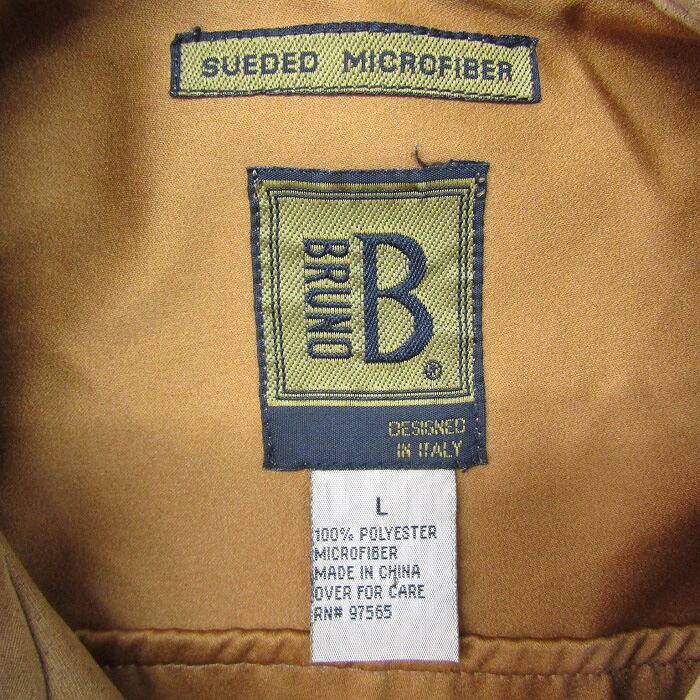 SUEDED MICROFIBER
BRUNO
B®
DESIGNED
IN ITALY
L
100% POLYESTER
MICROFIBER
MADE IN CHINA
OVER FOR CARE
RN# 97565